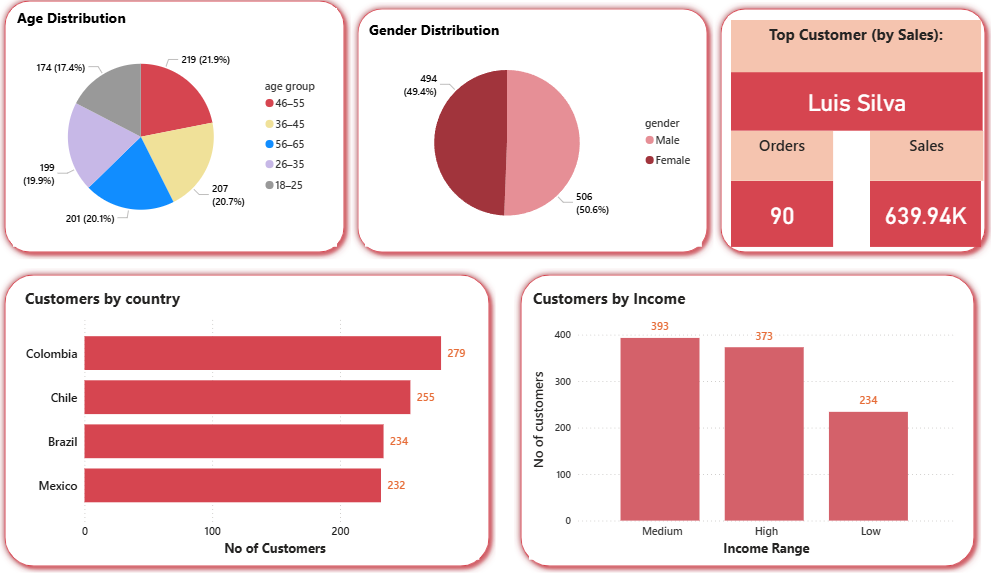 Age Distribution
219 (21.9%)
207
(20.7%)
201 (20.1%)
199
(19.9%)
174 (17.4%)
age group
46–55
36–45
56–65
26–35
18–25
Gender Distribution
494
(49.4%)
506
(50.6%)
gender
Male
Female
Top Customer (by Sales):
Luis Silva
Orders
Sales
90
639.94K
Customers by country
Colombia
279
Chile
255
Brazil
234
Mexico
232
0
100
200
No of Customers
Customers by Income
No of customers
400
300
200
100
0
393
373
234
Medium
High
Low
Income Range